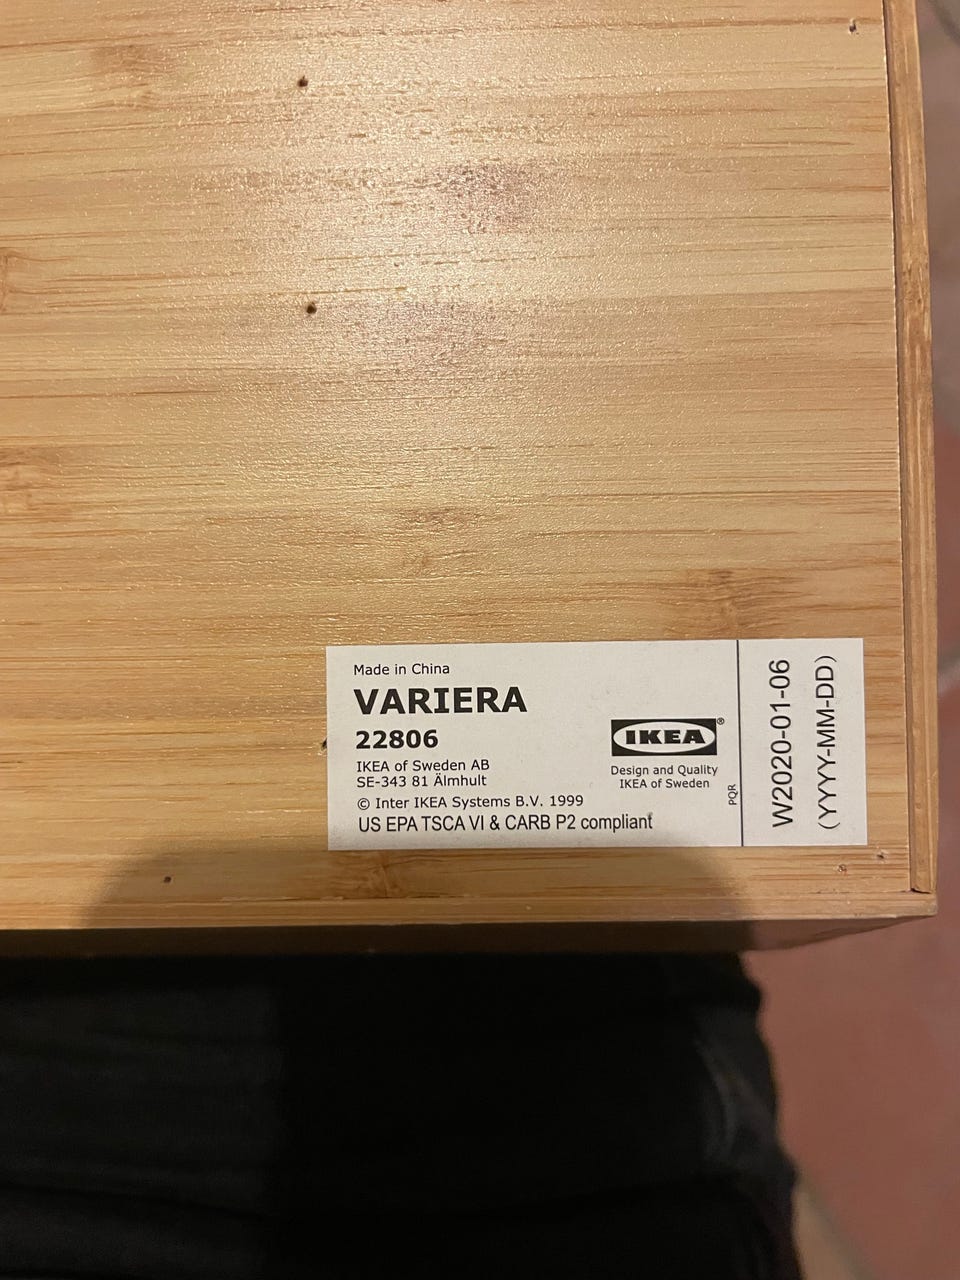 Made in China
VARIERA
22806
IKEA of Sweden AB
SE-343 81 Älmhult
© Inter IKEA Systems B.V. 1999
US EPA TSCA VI & CARB P2 compliant
IKEA®
Design and Quality
IKEA of Sweden
PQR
W2020-01-06
(YYYY-MM-DD)